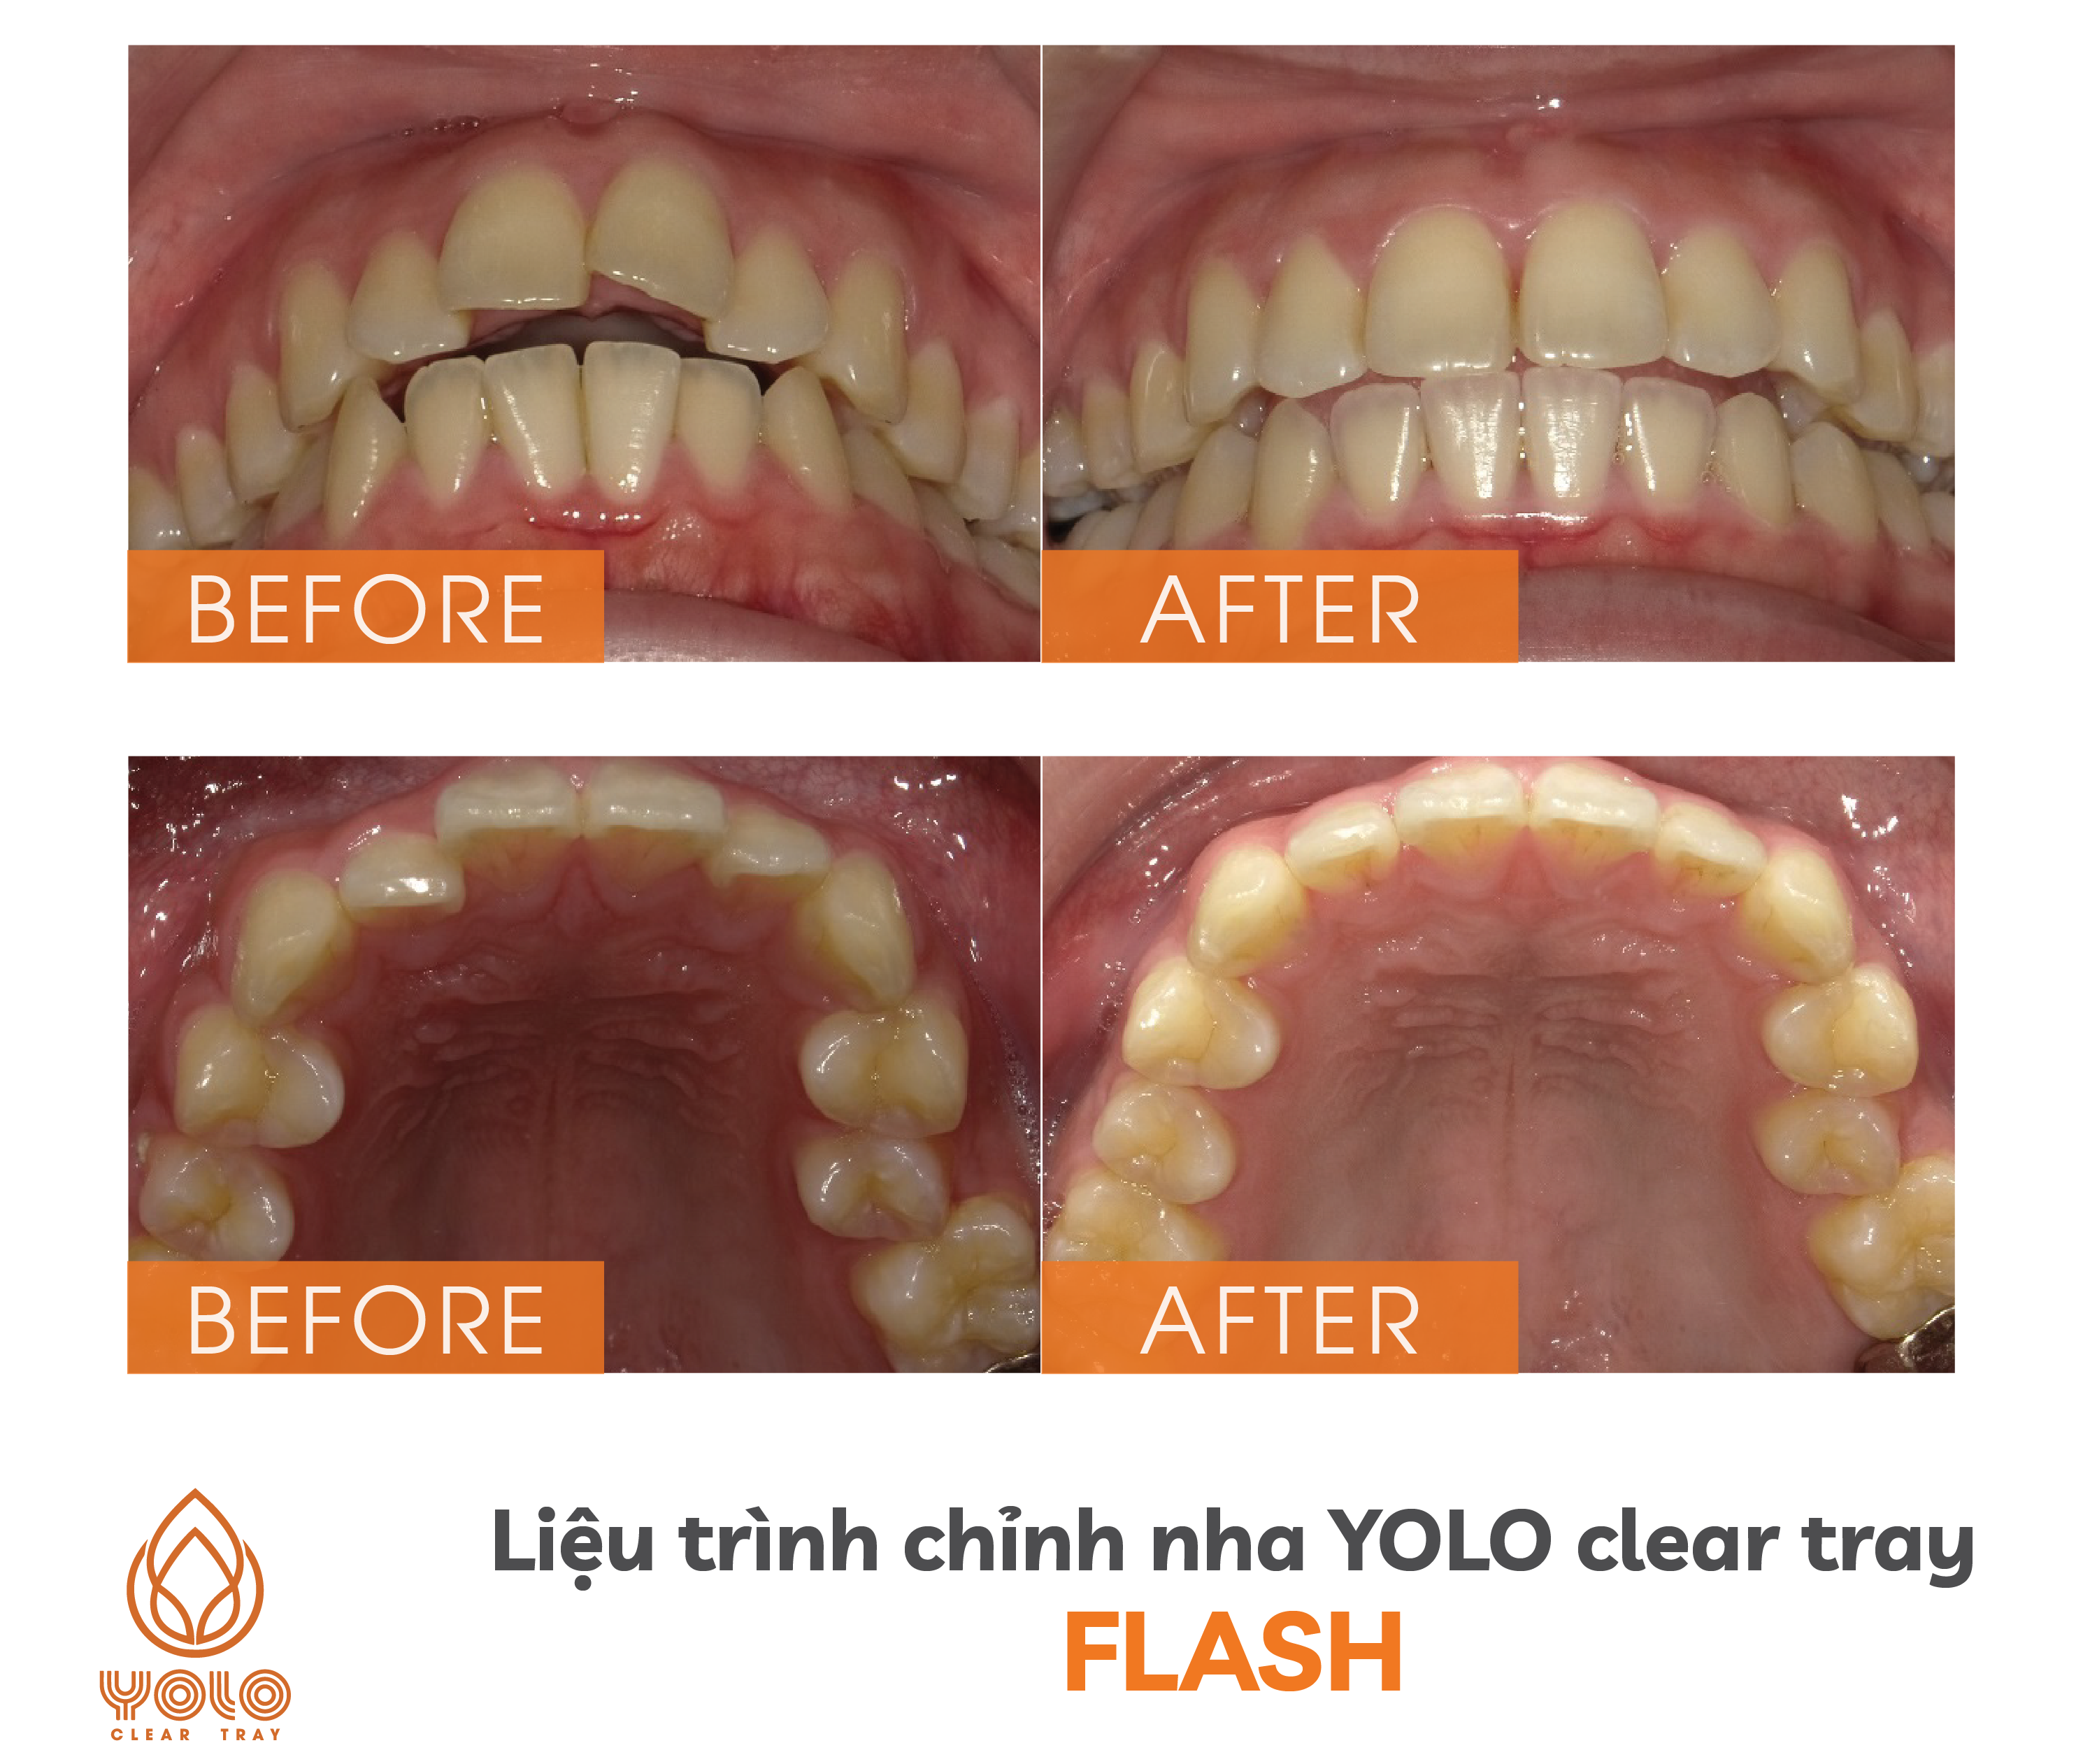 BEFORE
AFTER
BEFORE
AFTER
Liệu trình chỉnh nha YOLO clear tray
FLASH
YOLO
CLEAR TRAY